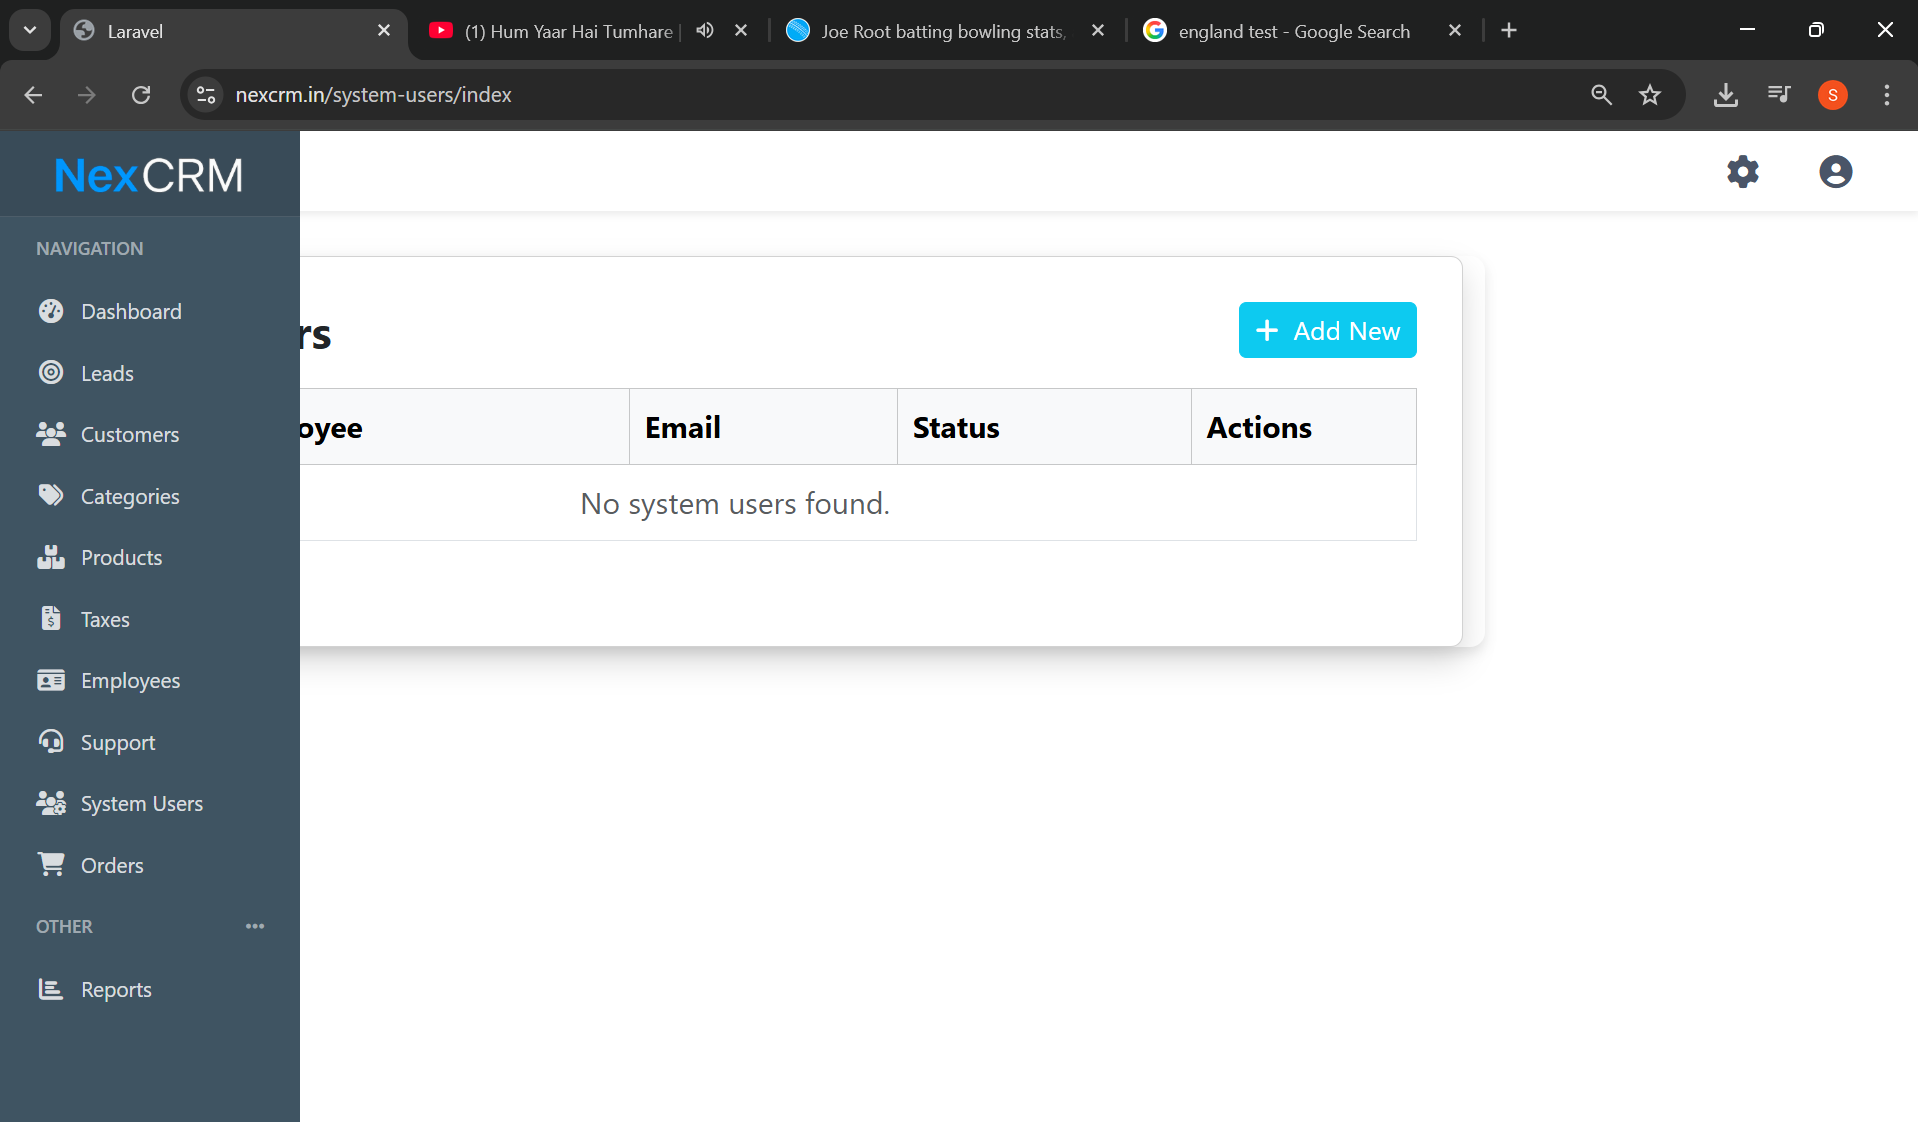 Laravel
(1) Hum Yaar Hai Tumhare
Joe Root batting bowling stats,
england test - Google Search
nexcrm.in/system-users/index
S
NexCRM
NAVIGATION
Dashboard
Leads
Customers
Categories
Products
Taxes
Employees
Support
System Users
Orders
OTHER
Reports
rs
+ Add New
oyee Email Status Actions
No system users found.